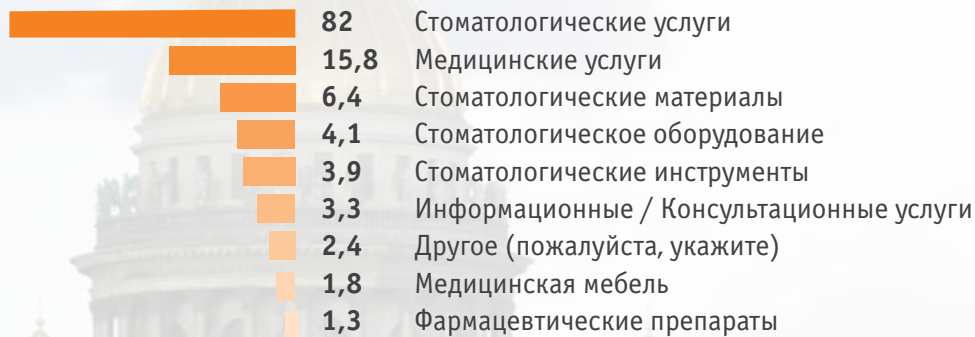 82 Стоматологические услуги
15,8 Медицинские услуги
6,4 Стоматологические материалы
4,1 Стоматологическое оборудование
3,9 Стоматологические инструменты
3,3 Информационные / Консультационные услуги
2,4 Другое (пожалуйста, укажите)
1,8 Медицинская мебель
1,3 Фармацевтические препараты